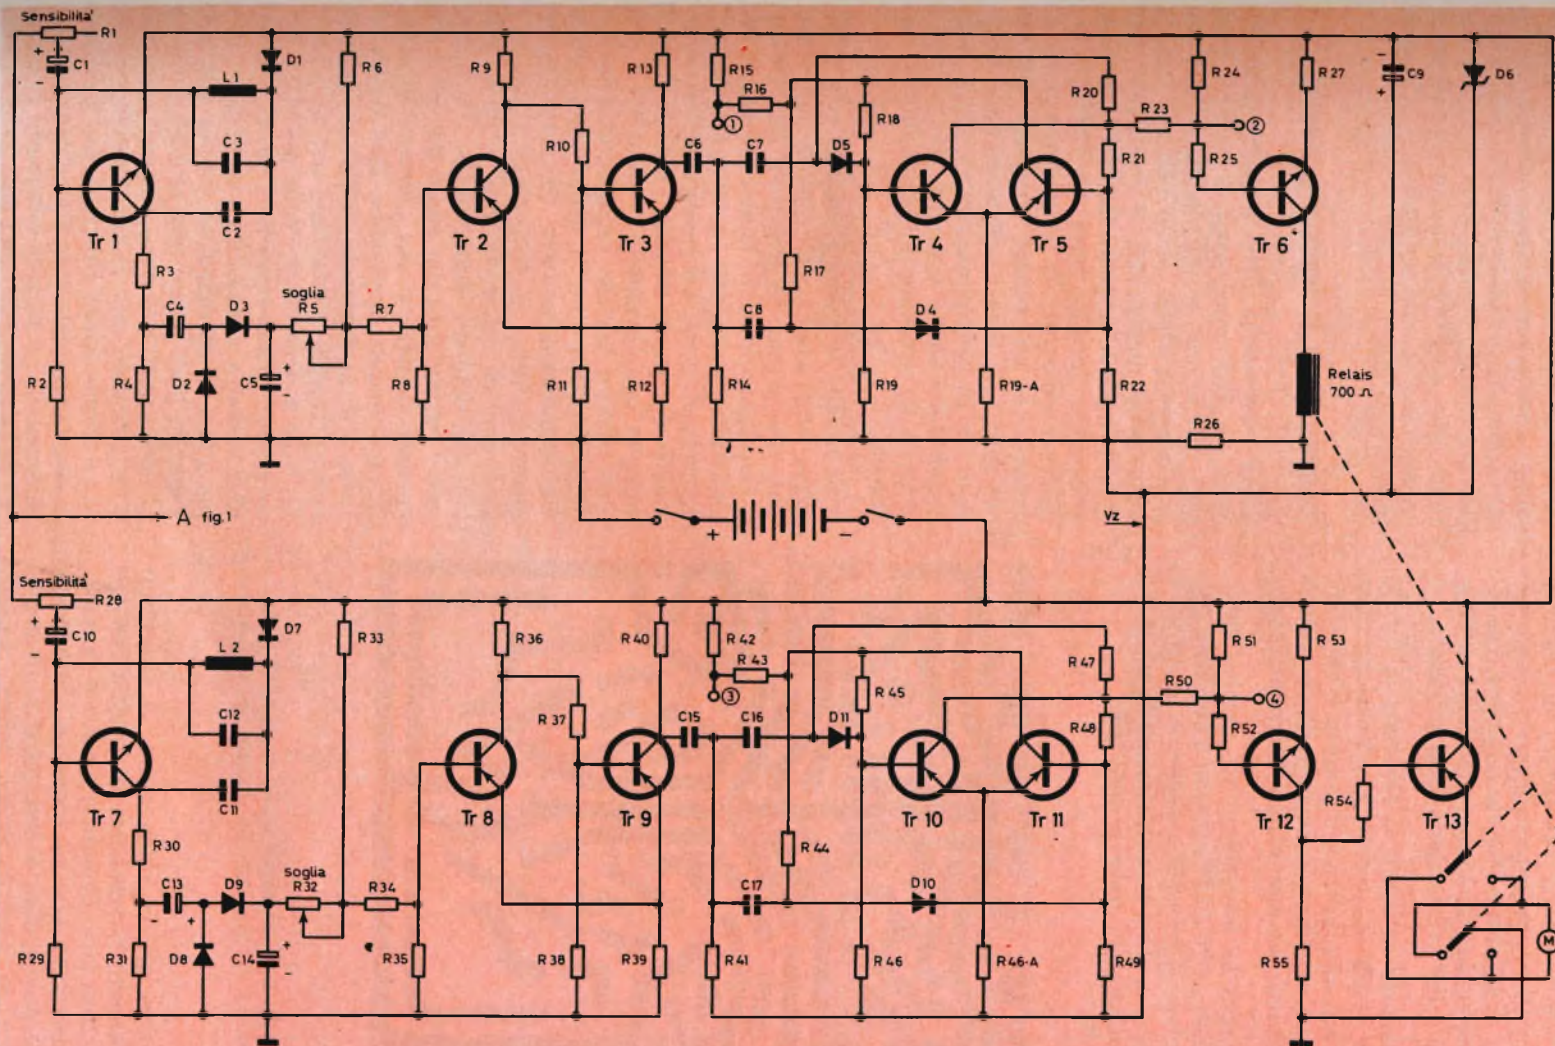 Sensibilita'
R1
+
C1
-
D1
L1
C3
C2
Tr 1
R3
C4
D3
soglia
R5
R7
R2
R4
D2
C5
+
-
R8
R6
R9
R10
Tr 2
R11
R13
Tr 3
R12
R15
R16
1
C6
C7
D5
R18
R17
C8
D4
R14
R19
R19-A
Tr 4
Tr 5
R20
R21
R22
R23
R24
2
R25
R27
Tr 6
Relais
700 Ω
R26
-
C9
+
D6
A fig.1
+
-
Vz
Sensibilita'
R28
+
C10
-
D7
L2
C12
C11
Tr 7
R30
C13
-
+
D9
soglia
R32
R34
R29
R31
D8
C14
+
-
R35
R33
R36
R37
Tr 8
R38
R40
Tr 9
R39
R42
R43
3
C15
C16
D11
R45
R44
C17
D10
R41
R46
R46-A
Tr 10
Tr 11
R47
R48
R49
R50
R51
4
R52
R53
Tr 12
R54
Tr 13
R55
M